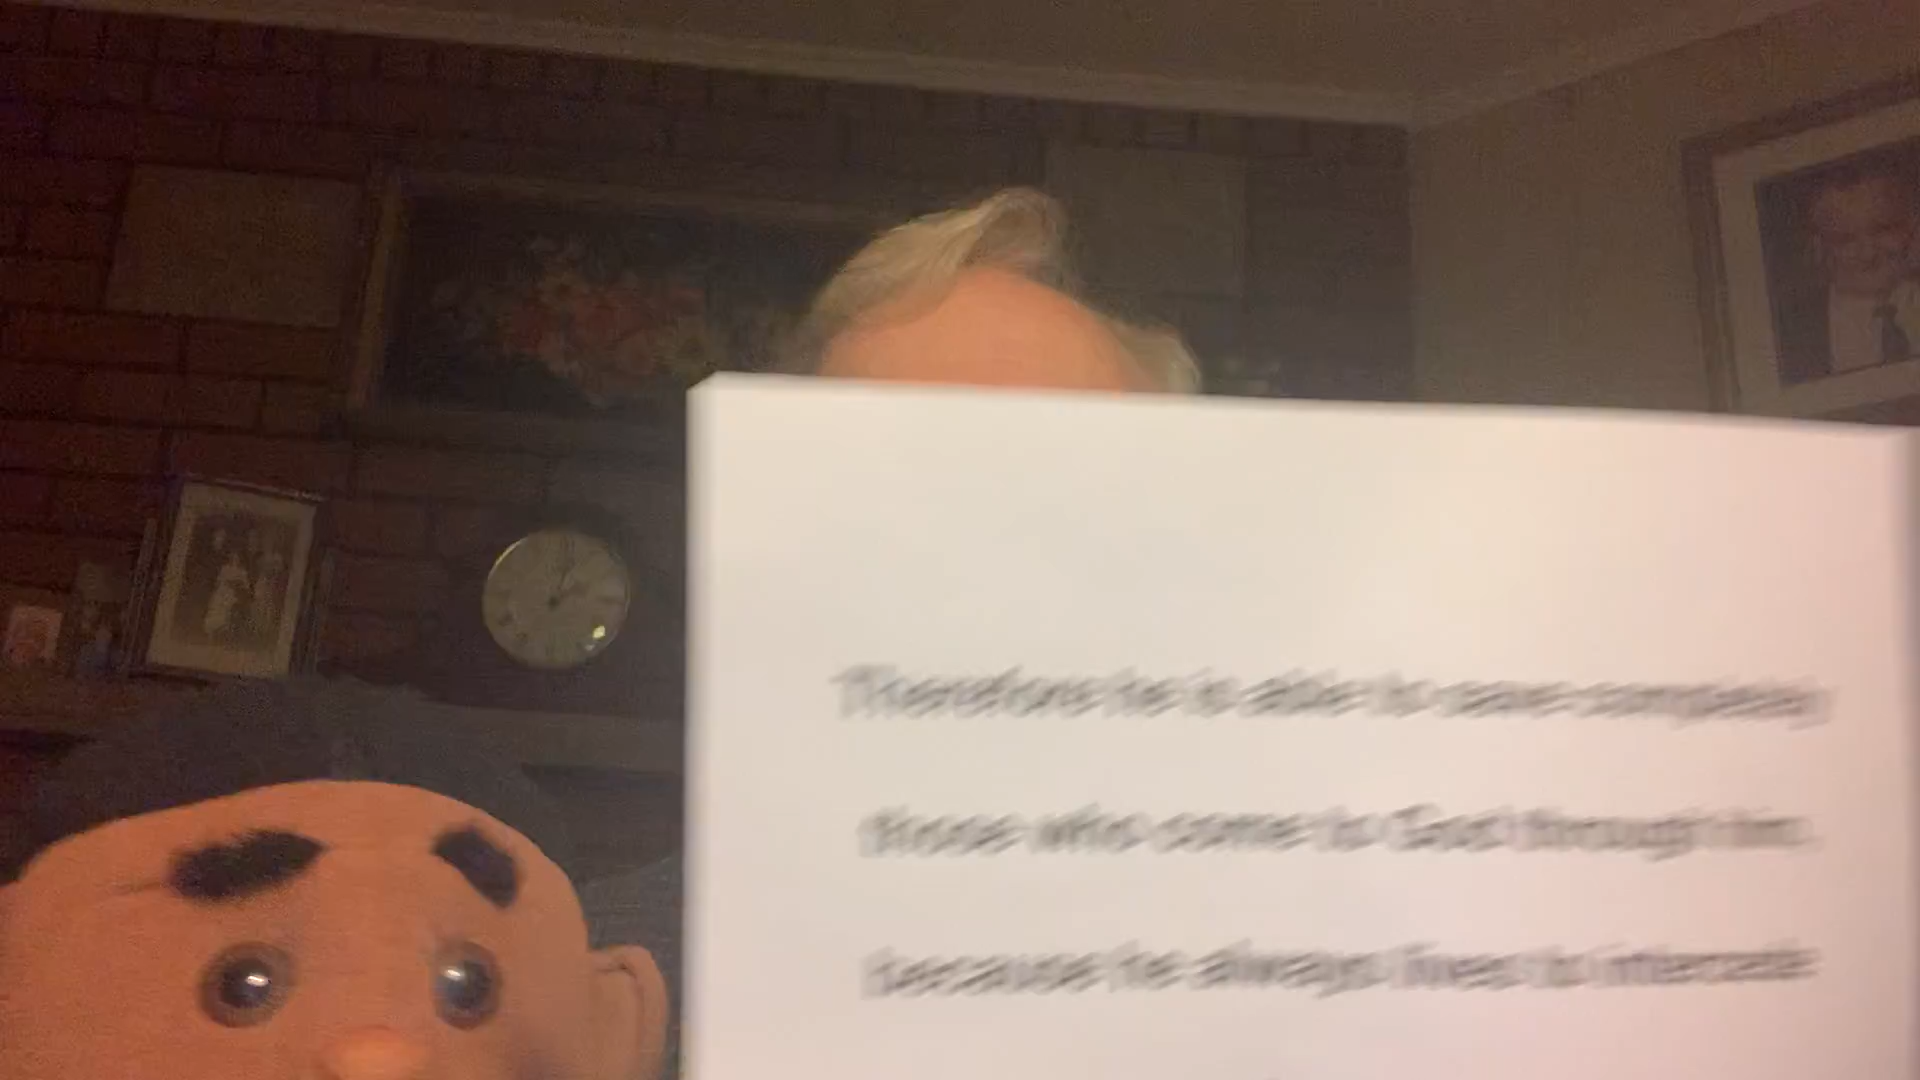 Therefore he is able to save completely
those who come to God through him,
because he always lives to intercede